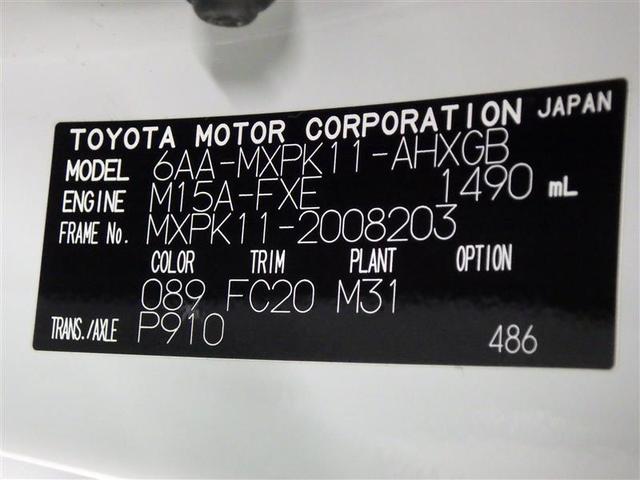 TOYOTA MOTOR CORPORATION JAPAN
MODEL 6AA-MXPK11-AHXGB
ENGINE M15A-FXE 1490 mL
FRAME No. MXPK11-2008203
COLOR TRIM PLANT OPTION
089 FC20 M31
TRANS./AXLE P910 486